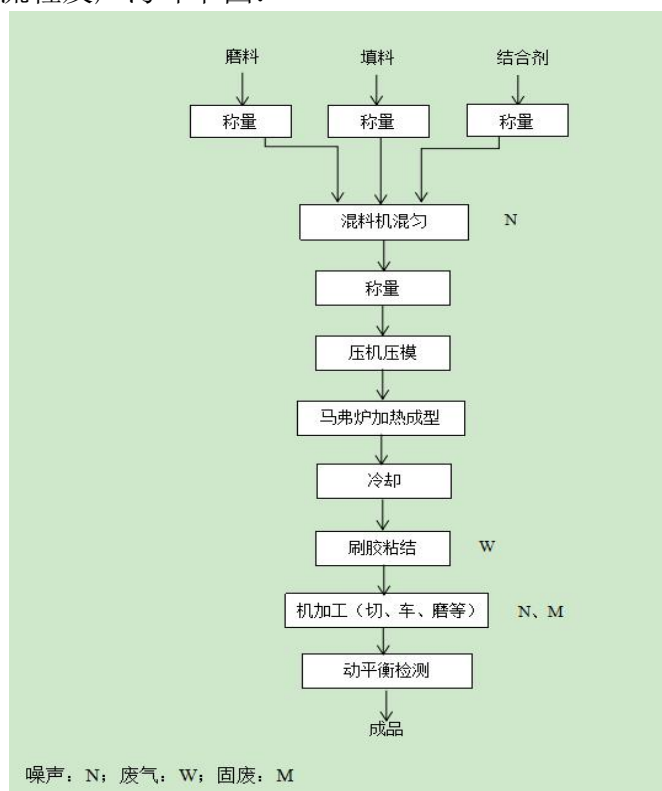 磨料 填料 结合剂
称量 称量 称量
混料机混匀 N
称量
压机压模
马弗炉加热成型
冷却
刷胶粘结 W
机加工（切、车、磨等） N、M
动平衡检测
成品
噪声：N；废气：W；固废：M